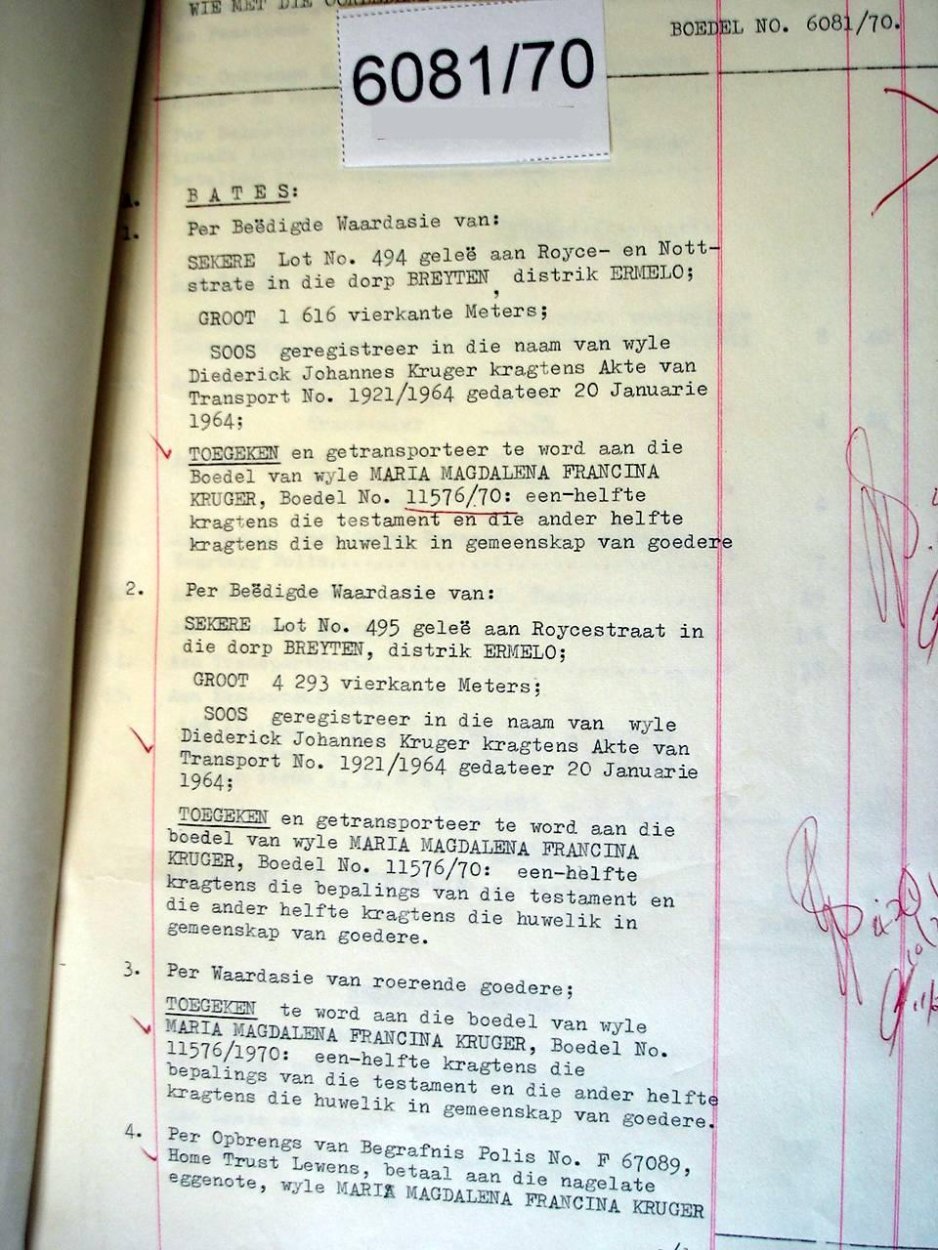 WIE MET DIE
6081/70
BOEDEL NO. 6081/70.
B A T E S:
1. Per Beëdigde Waardasie van:
SEKERE Lot No. 494 geleë aan Royce- en Nott-
strate in die dorp BREYTEN, distrik ERMELO;
GROOT 1 616 vierkante Meters;
SOOS geregistreer in die naam van wyle
Diederick Johannes Kruger kragtens Akte van
Transport No. 1921/1964 gedateer 20 Januarie
1964;
TOEGEKEN en getransporteer te word aan die
Boedel van wyle MARIA MAGDALENA FRANCINA
KRUGER, Boedel No. 11576/70: een-helfte
kragtens die testament en die ander helfte
kragtens die huwelik in gemeenskap van goedere
2. Per Beëdigde Waardasie van:
SEKERE Lot No. 495 geleë aan Roycestraat in
die dorp BREYTEN, distrik ERMELO;
GROOT 4 293 vierkante Meters;
SOOS geregistreer in die naam van wyle
Diederick Johannes Kruger kragtens Akte van
Transport No. 1921/1964 gedateer 20 Januarie
1964;
TOEGEKEN en getransporteer te word aan die
boedel van wyle MARIA MAGDALENA FRANCINA
KRUGER, Boedel No. 11576/70: een-helfte
kragtens die bepalings van die testament en
die ander helfte kragtens die huwelik in
gemeenskap van goedere.
3. Per Waardasie van roerende goedere;
TOEGEKEN te word aan die boedel van wyle
MARIA MAGDALENA FRANCINA KRUGER, Boedel No.
11576/1970: een-helfte kragtens die
bepalings van die testament en die ander helfte
kragtens die huwelik in gemeenskap van goedere.
4. Per Opbrengs van Begrafnis Polis No. F 67089,
Home Trust Lewens, betaal aan die nagelate
eggenote, wyle MARIA MAGDALENA FRANCINA KRUGER